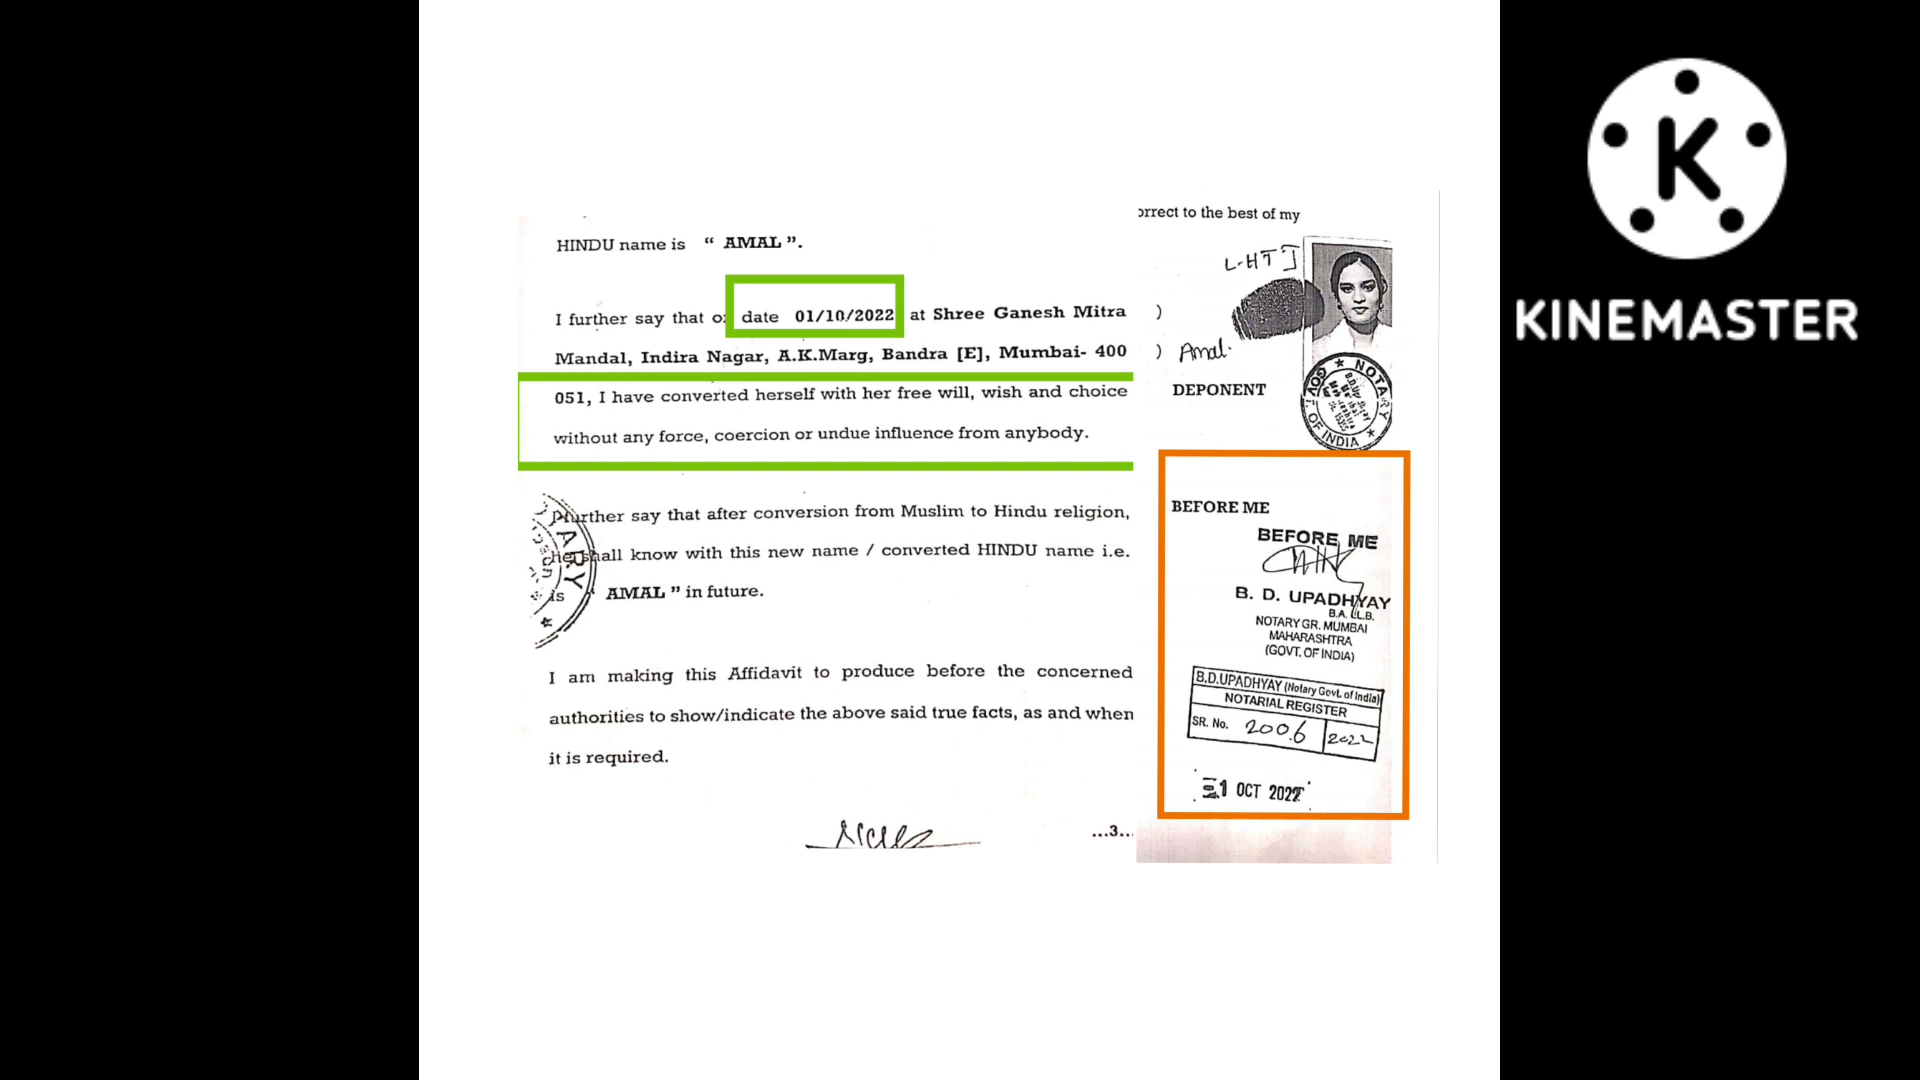 HINDU name is “ AMAL ”.
I further say that o date 01/10/2022 at Shree Ganesh Mitra
Mandal, Indira Nagar, A.K.Marg, Bandra [E], Mumbai- 400
051, I have converted herself with her free will, wish and choice
without any force, coercion or undue influence from anybody.
further say that after conversion from Muslim to Hindu religion,
shall know with this new name / converted HINDU name i.e.
is “ AMAL ” in future.
I am making this Affidavit to produce before the concerned
authorities to show/indicate the above said true facts, as and when
it is required.
...3..
orrect to the best of my
L-HTI
)
) Amal.
DEPONENT
NOTARY
GOVT. OF INDIA
BEFORE ME
BEFORE ME
B. D. UPADHYAY
B.A. LL.B.
NOTARY GR. MUMBAI
MAHARASHTRA
(GOVT. OF INDIA)
B.D.UPADHYAY (Notary Govt. of India)
NOTARIAL REGISTER
SR. No. 2006 2022
1 OCT 2022
K
KINEMASTER